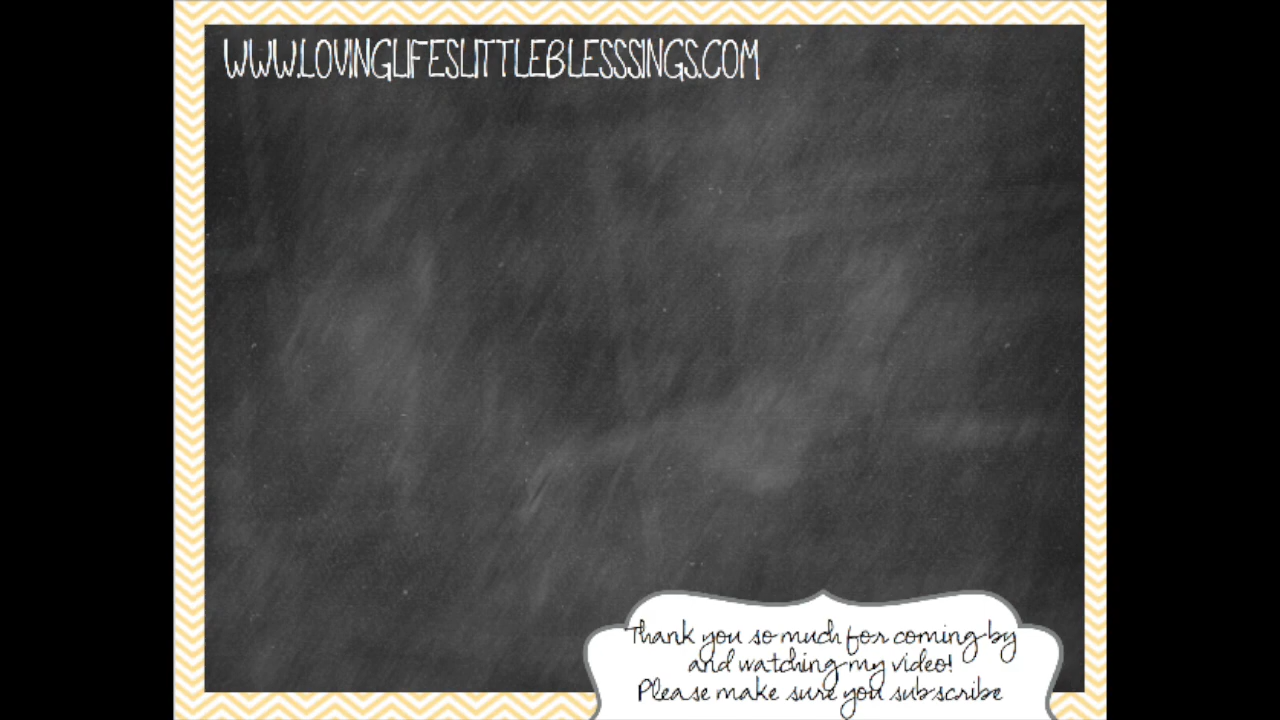 WWW.LOVINGLIFESLITTLEBLESSSINGS.COM
Thank you so much for coming by
and watching my video!
Please make sure you subscribe